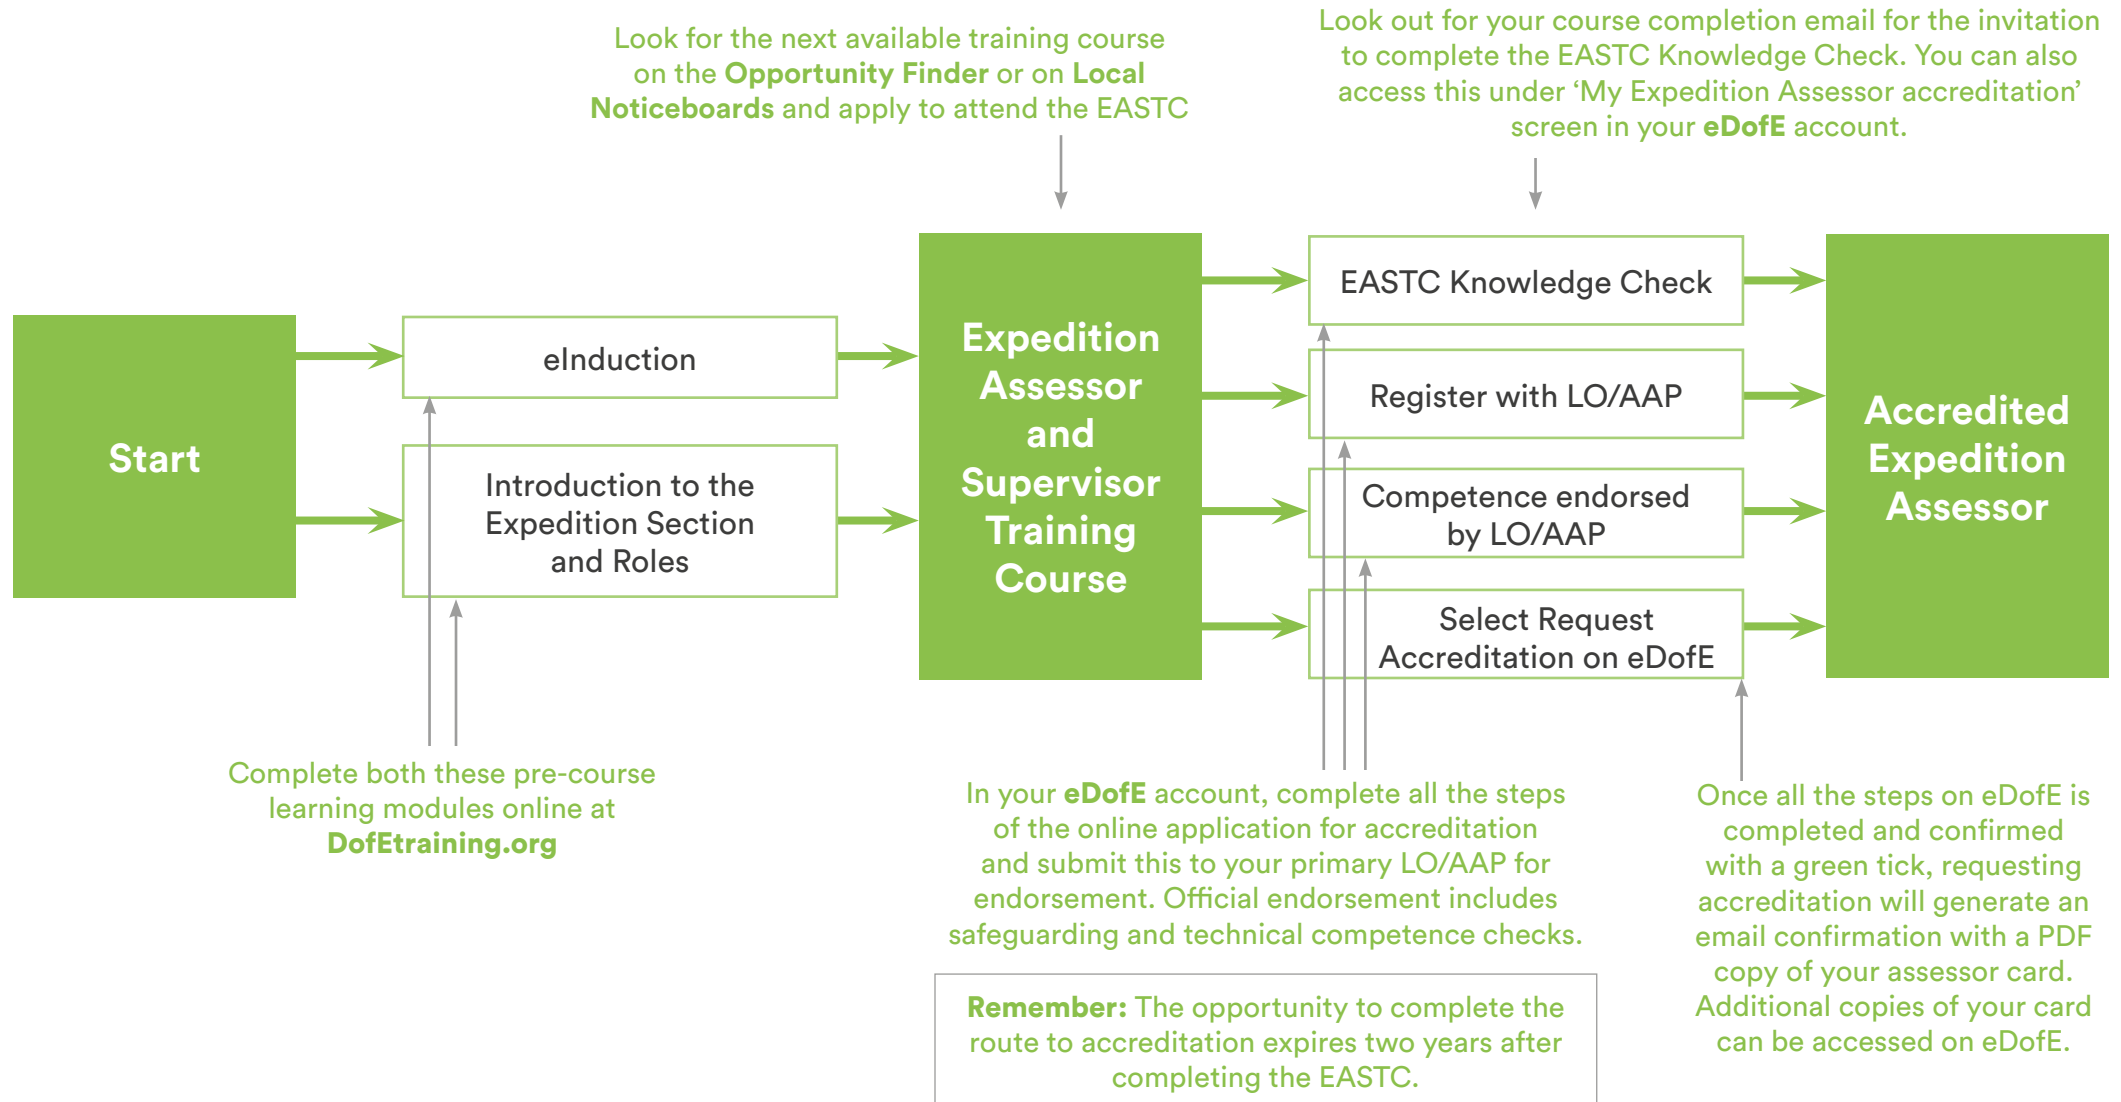 Look for the next available training course
on the Opportunity Finder or on Local
Noticeboards and apply to attend the EASTC
Look out for your course completion email for the invitation
to complete the EASTC Knowledge Check. You can also
access this under ‘My Expedition Assessor accreditation’
screen in your eDofE account.
Start
eInduction
Introduction to the
Expedition Section
and Roles
Expedition
Assessor
and
Supervisor
Training
Course
EASTC Knowledge Check
Register with LO/AAP
Competence endorsed
by LO/AAP
Select Request
Accreditation on eDofE
Accredited
Expedition
Assessor
Complete both these pre-course
learning modules online at
DofEtraining.org
In your eDofE account, complete all the steps
of the online application for accreditation
and submit this to your primary LO/AAP for
endorsement. Official endorsement includes
safeguarding and technical competence checks.
Remember: The opportunity to complete the
route to accreditation expires two years after
completing the EASTC.
Once all the steps on eDofE is
completed and confirmed
with a green tick, requesting
accreditation will generate an
email confirmation with a PDF
copy of your assessor card.
Additional copies of your card
can be accessed on eDofE.